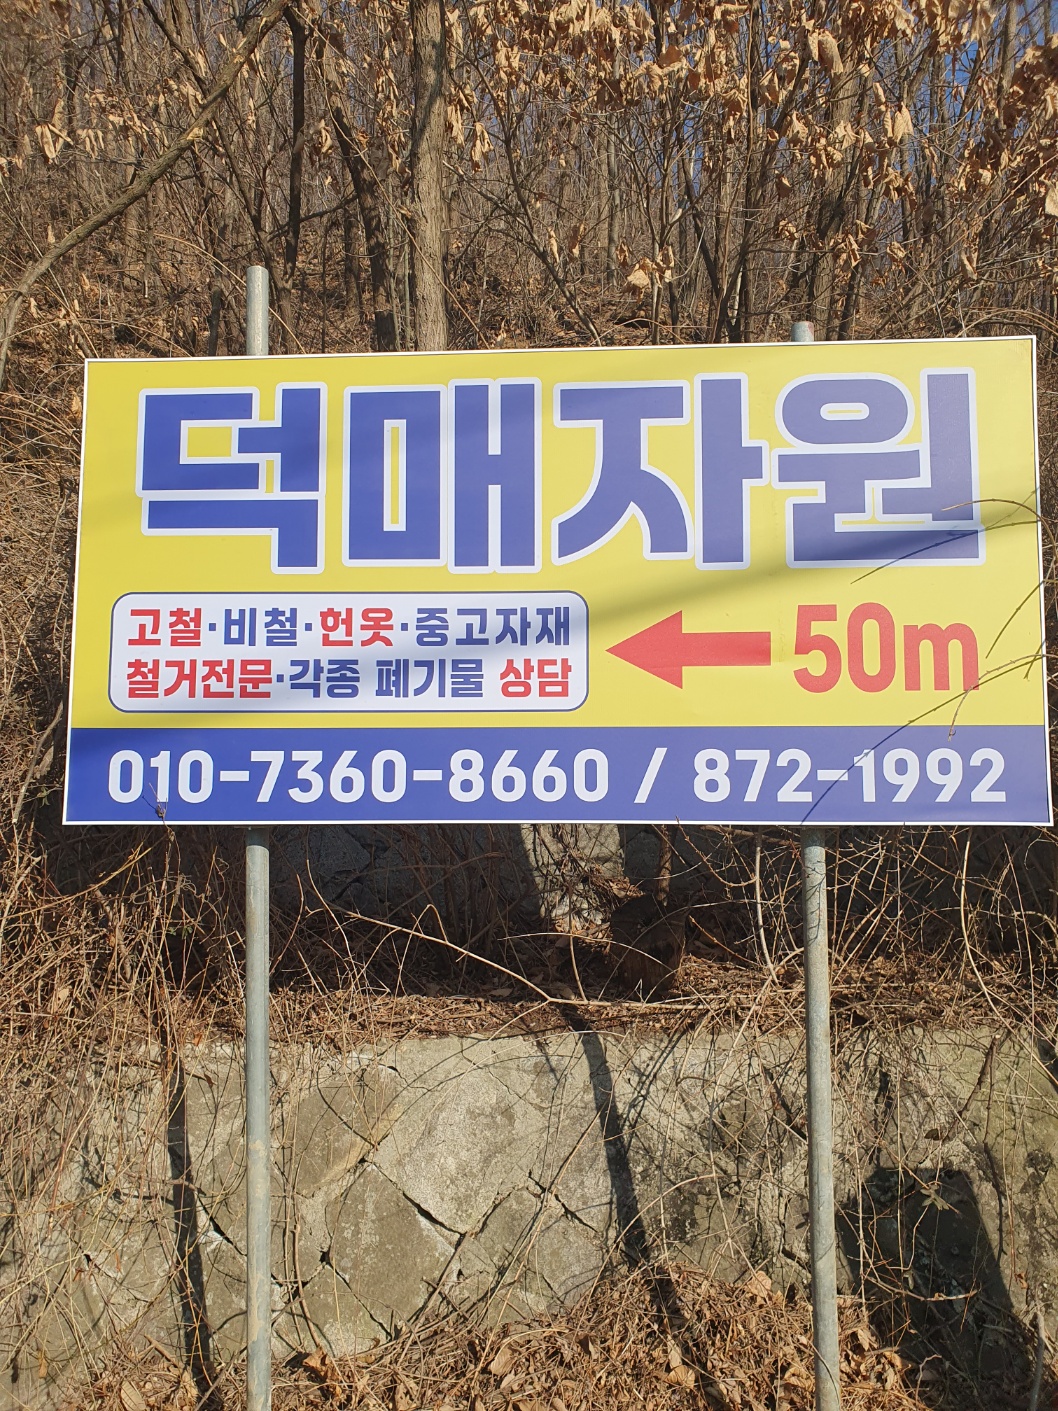 덕매자원
고철·비철·헌옷·중고자재
철거전문·각종 폐기물 상담
50m
010-7360-8660 / 872-1992